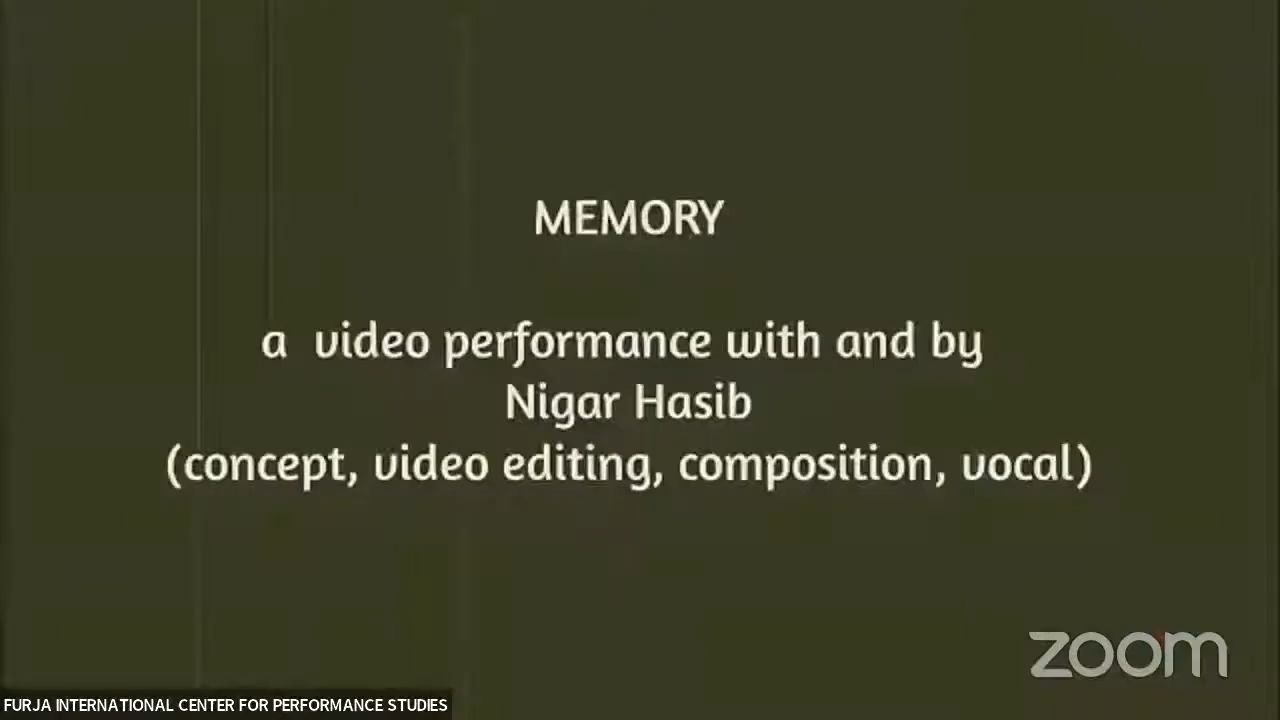 MEMORY
a video performance with and by
Nigar Hasib
(concept, video editing, composition, vocal)
zoom
FURJA INTERNATIONAL CENTER FOR PERFORMANCE STUDIES